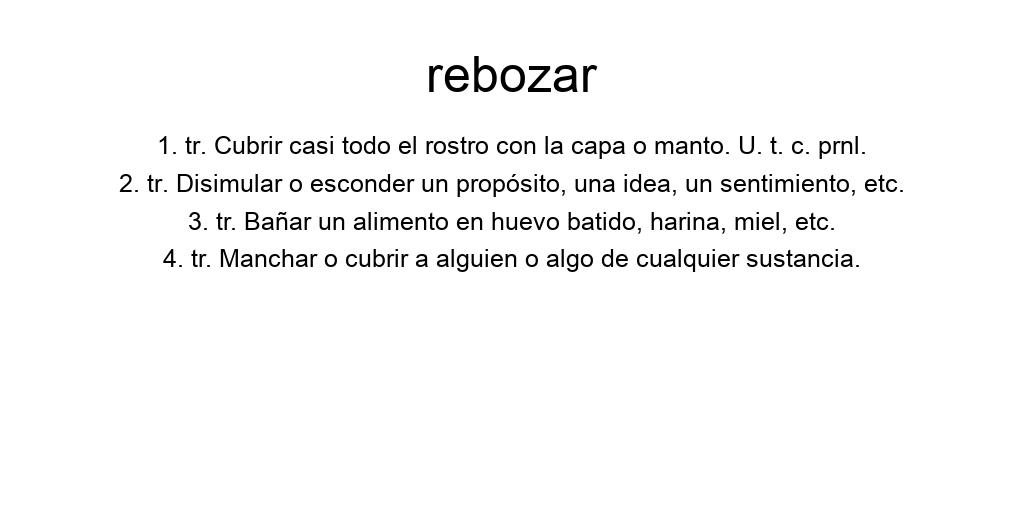 rebozar
1. tr. Cubrir casi todo el rostro con la capa o manto. U. t. c. prnl.
2. tr. Disimular o esconder un propósito, una idea, un sentimiento, etc.
3. tr. Bañar un alimento en huevo batido, harina, miel, etc.
4. tr. Manchar o cubrir a alguien o algo de cualquier sustancia.